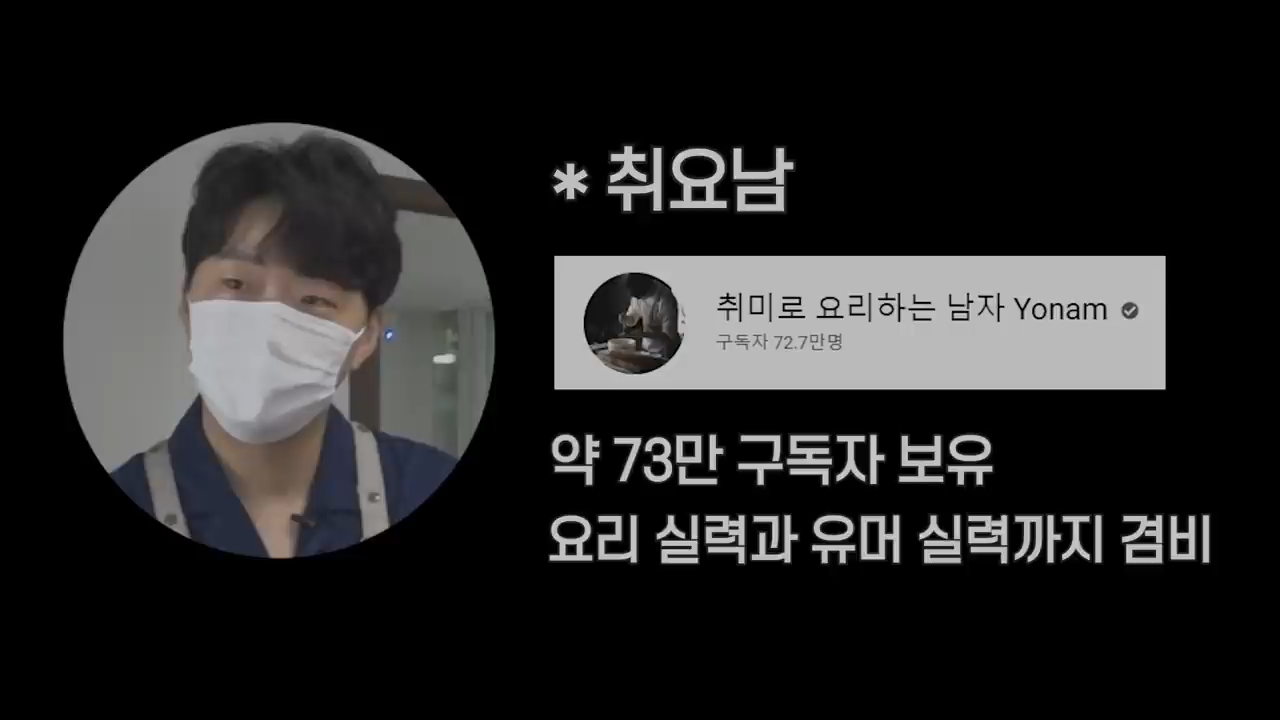 * 취요남
취미로 요리하는 남자 Yonam
구독자 72.7만명
약 73만 구독자 보유
요리 실력과 유머 실력까지 겸비